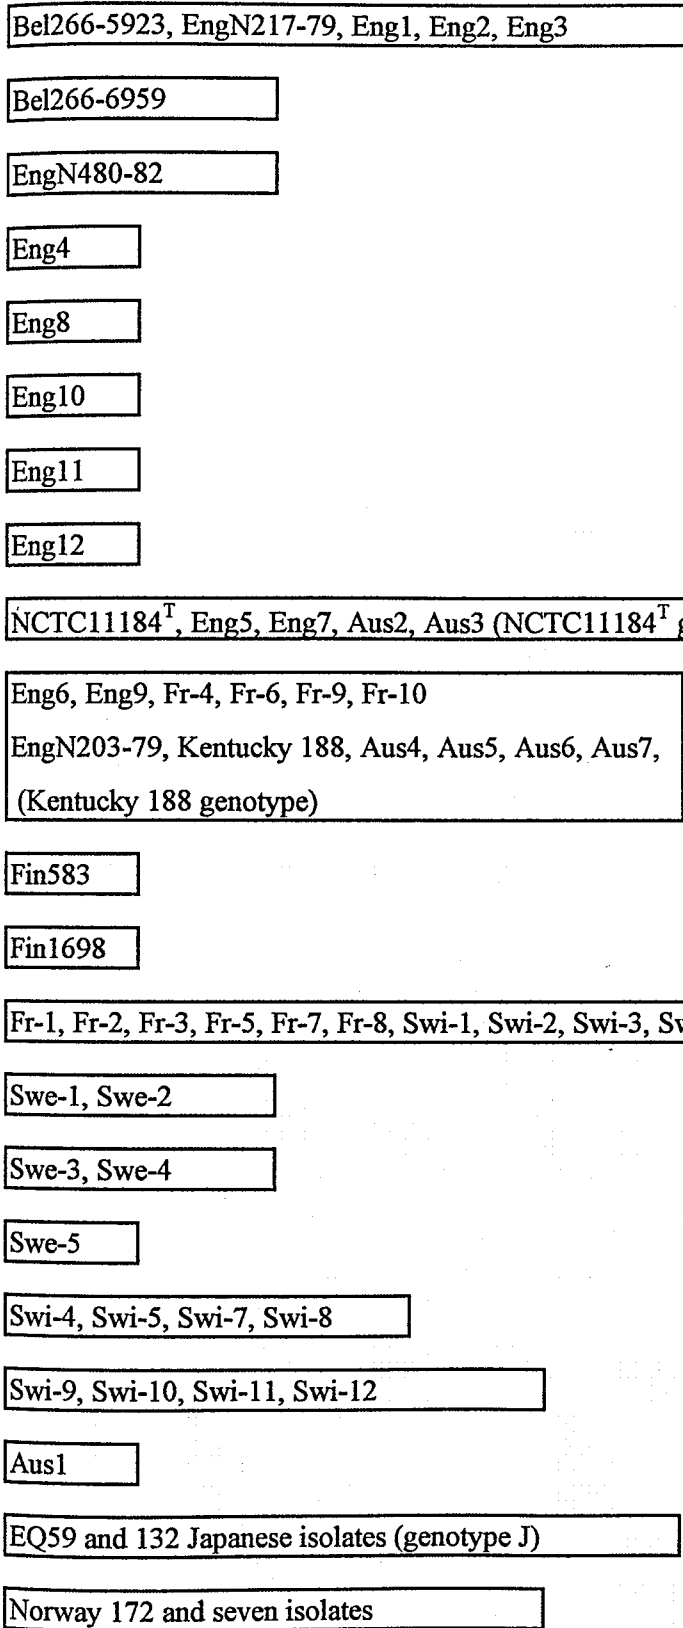 Bel266-5923, EngN217-79, Eng1, Eng2, Eng3
Bel266-6959
EngN480-82
Eng4
Eng8
Eng10
Eng11
Eng12
NCTC11184ᵀ, Eng5, Eng7, Aus2, Aus3 (NCTC11184ᵀ g
Eng6, Eng9, Fr-4, Fr-6, Fr-9, Fr-10
EngN203-79, Kentucky 188, Aus4, Aus5, Aus6, Aus7,
(Kentucky 188 genotype)
Fin583
Fin1698
Fr-1, Fr-2, Fr-3, Fr-5, Fr-7, Fr-8, Swi-1, Swi-2, Swi-3, Sw
Swe-1, Swe-2
Swe-3, Swe-4
Swe-5
Swi-4, Swi-5, Swi-7, Swi-8
Swi-9, Swi-10, Swi-11, Swi-12
Aus1
EQ59 and 132 Japanese isolates (genotype J)
Norway 172 and seven isolates